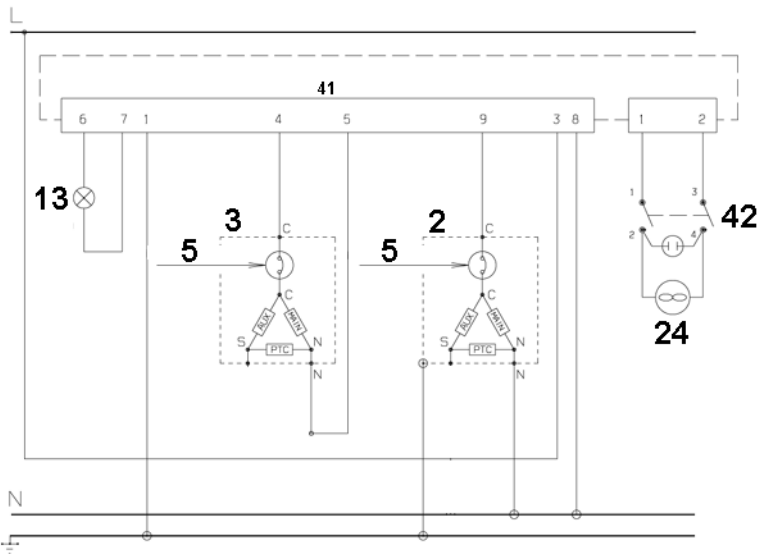 L
41
6 7 1 4 5 9 3 8 1 2
13
1 3
42
3 2
C C
5 5
2 4
C C
AUX MAIN AUX MAIN
24
S PTC N S PTC N
N N
N